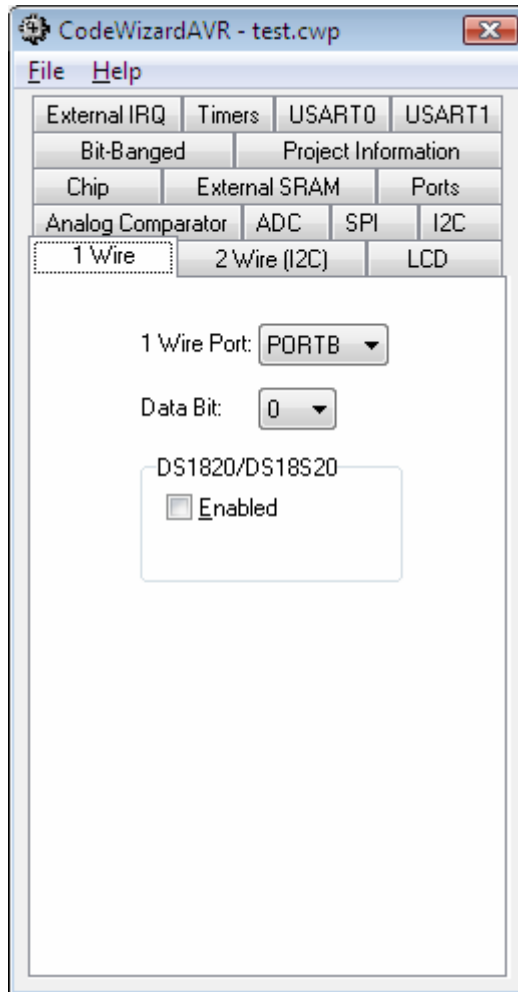 CodeWizardAVR - test.cwp
File Help
External IRQ Timers USART0 USART1
Bit-Banged Project Information
Chip External SRAM Ports
Analog Comparator ADC SPI I2C
1 Wire 2 Wire (I2C) LCD
1 Wire Port: PORTB
Data Bit: 0
DS1820/DS18S20
Enabled